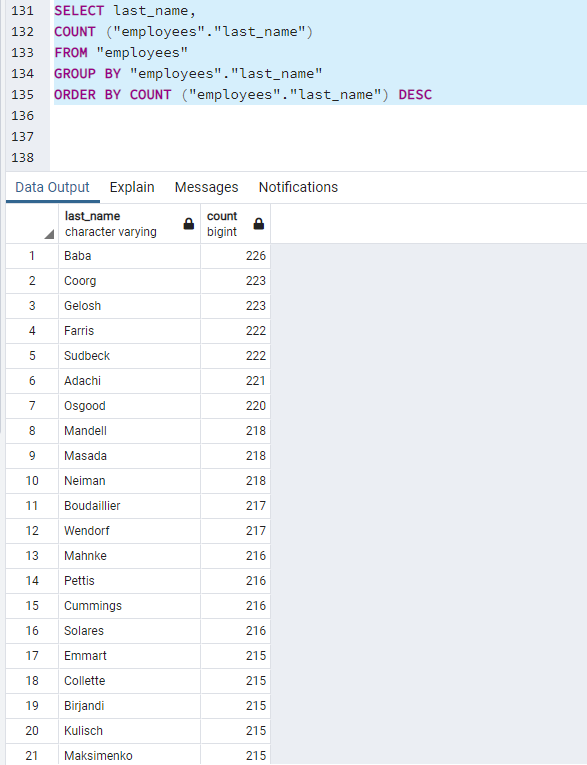 131 SELECT last_name,
132 COUNT ("employees"."last_name")
133 FROM "employees"
134 GROUP BY "employees"."last_name"
135 ORDER BY COUNT ("employees"."last_name") DESC
136
137
138
Data Output Explain Messages Notifications
last_name count
character varying bigint
1 Baba 226
2 Coorg 223
3 Gelosh 223
4 Farris 222
5 Sudbeck 222
6 Adachi 221
7 Osgood 220
8 Mandell 218
9 Masada 218
10 Neiman 218
11 Boudaillier 217
12 Wendorf 217
13 Mahnke 216
14 Pettis 216
15 Cummings 216
16 Solares 216
17 Emmart 215
18 Collette 215
19 Birjandi 215
20 Kulisch 215
21 Maksimenko 215